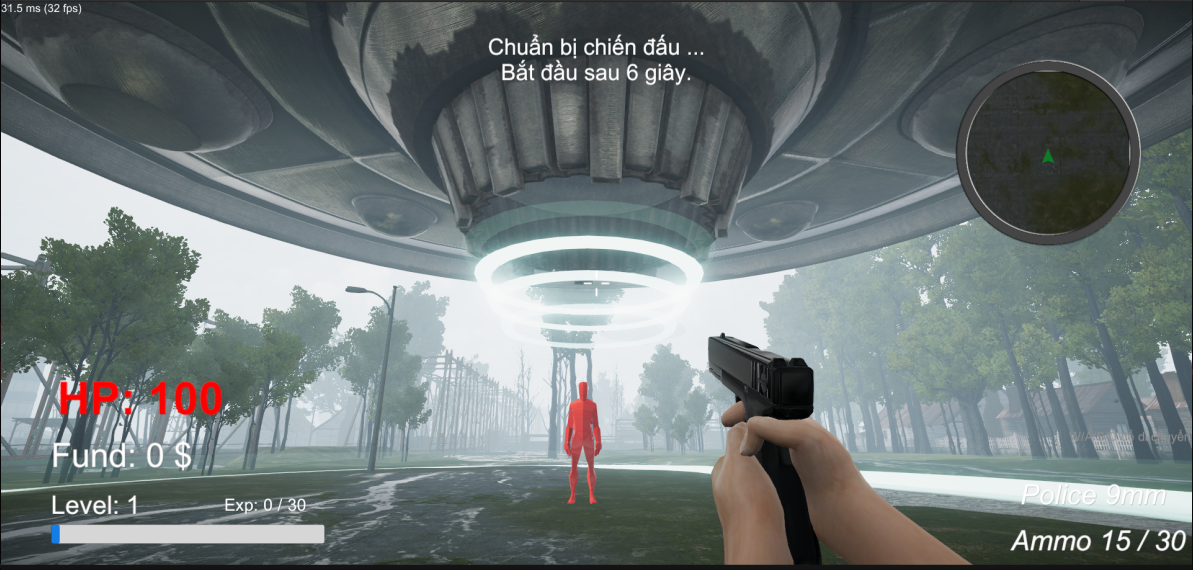 31.5 ms (32 fps)
Chuẩn bị chiến đấu ...
Bắt đầu sau 6 giây.
HP: 100
Fund: 0 $
Level: 1
Exp: 0 / 30
Police 9mm
Ammo 15 / 30